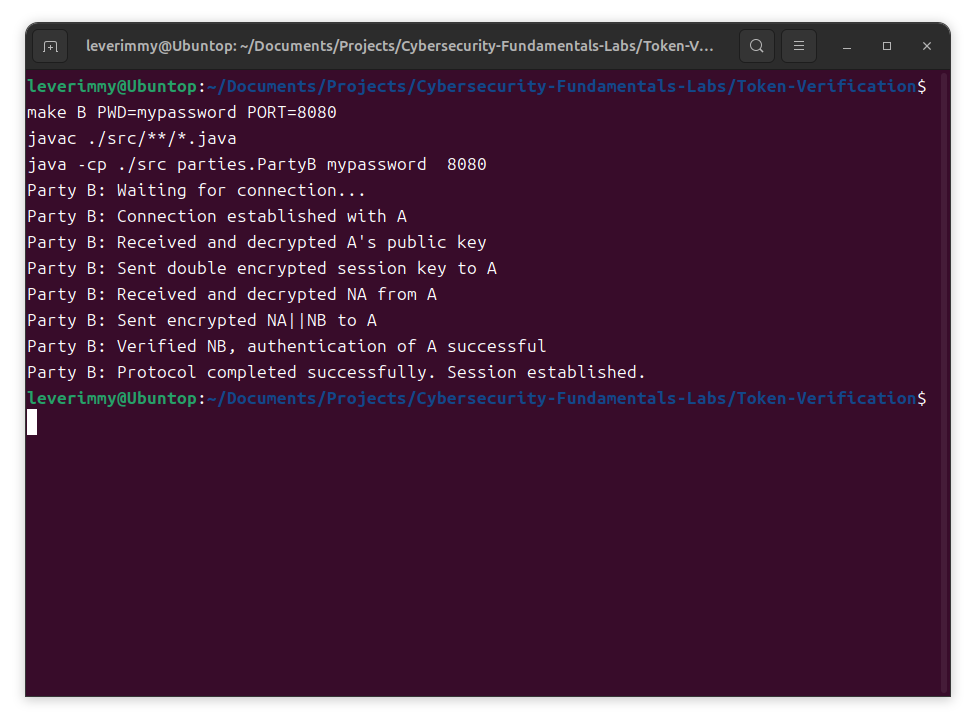 leverimmy@Ubuntop: ~/Documents/Projects/Cybersecurity-Fundamentals-Labs/Token-V...
leverimmy@Ubuntop:~/Documents/Projects/Cybersecurity-Fundamentals-Labs/Token-Verification$
make B PWD=mypassword PORT=8080
javac ./src/**/*.java
java -cp ./src parties.PartyB mypassword  8080
Party B: Waiting for connection...
Party B: Connection established with A
Party B: Received and decrypted A's public key
Party B: Sent double encrypted session key to A
Party B: Received and decrypted NA from A
Party B: Sent encrypted NA||NB to A
Party B: Verified NB, authentication of A successful
Party B: Protocol completed successfully. Session established.
leverimmy@Ubuntop:~/Documents/Projects/Cybersecurity-Fundamentals-Labs/Token-Verification$